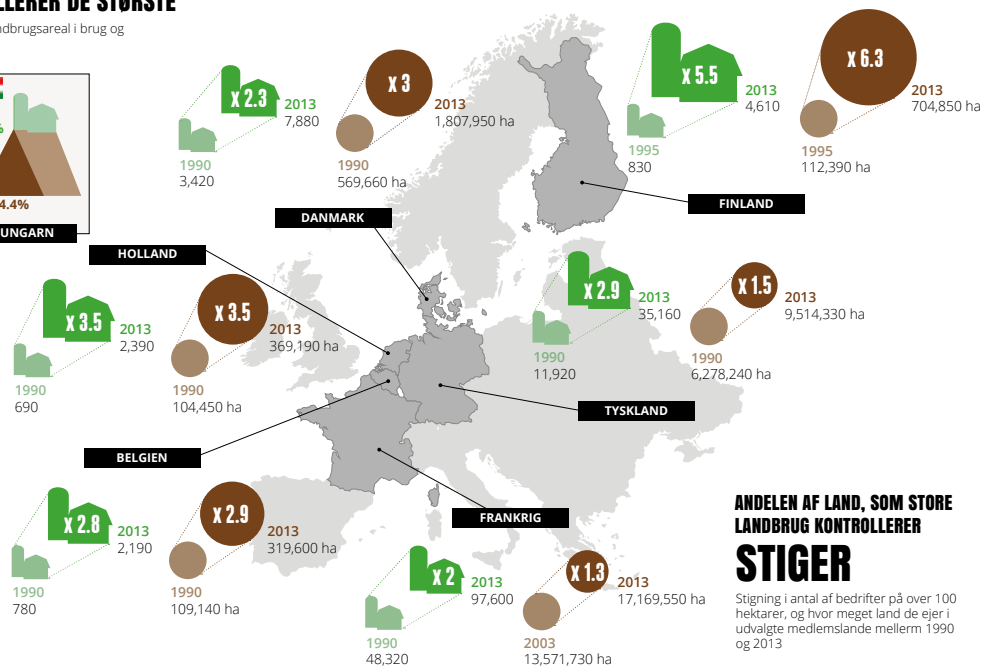 LLERER DE STØRSTE
ndbrugsareal i brug og
%
4.4%
UNGARN
x 2.3
2013
7,880
1990
3,420
x 3
2013
1,807,950 ha
1990
569,660 ha
DANMARK
x 5.5
2013
4,610
1995
830
x 6.3
2013
704,850 ha
1995
112,390 ha
FINLAND
HOLLAND
x 3.5
2013
2,390
1990
690
x 3.5
2013
369,190 ha
1990
104,450 ha
x 2.9
2013
35,160
1990
11,920
x 1.5
2013
9,514,330 ha
1990
6,278,240 ha
TYSKLAND
BELGIEN
x 2.8
2013
2,190
1990
780
x 2.9
2013
319,600 ha
1990
109,140 ha
FRANKRIG
x 2
2013
97,600
1990
48,320
x 1.3
2013
17,169,550 ha
2003
13,571,730 ha
ANDELEN AF LAND, SOM STORE
LANDBRUG KONTROLLERER
STIGER
Stigning i antal af bedrifter på over 100
hektarer, og hvor meget land de ejer i
udvalgte medlemslande mellerm 1990
og 2013